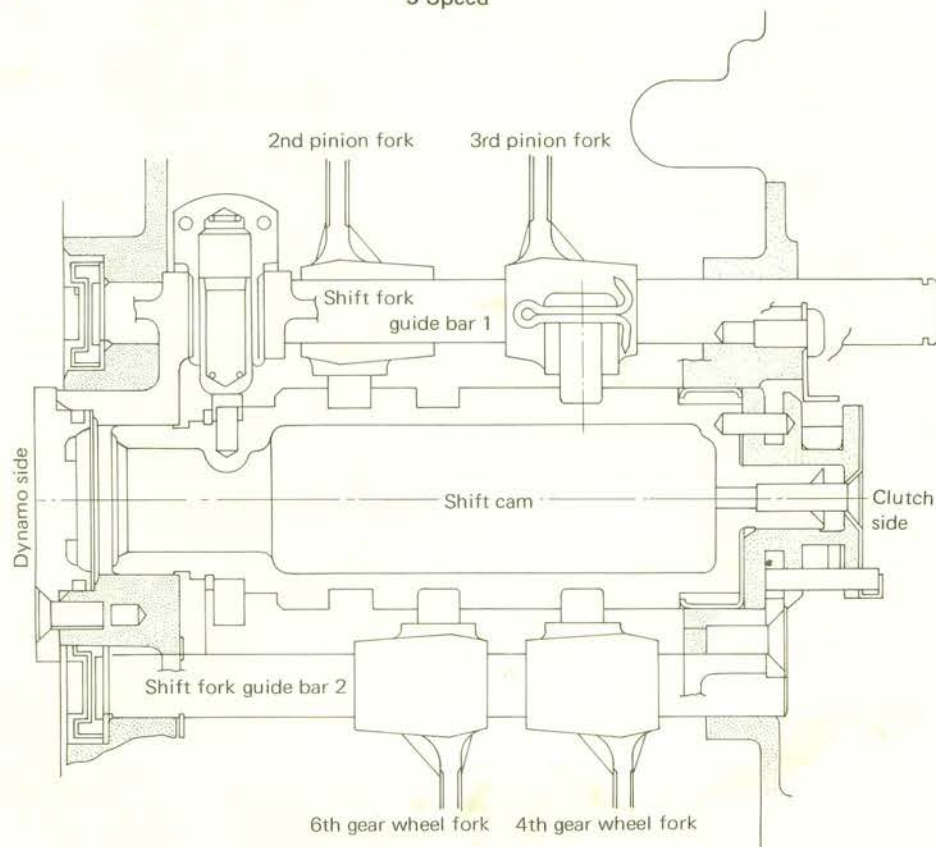 5 Speed
2nd pinion fork
3rd pinion fork
Shift fork
guide bar 1
Dynamo side
Shift cam
Clutch
side
Shift fork guide bar 2
6th gear wheel fork
4th gear wheel fork